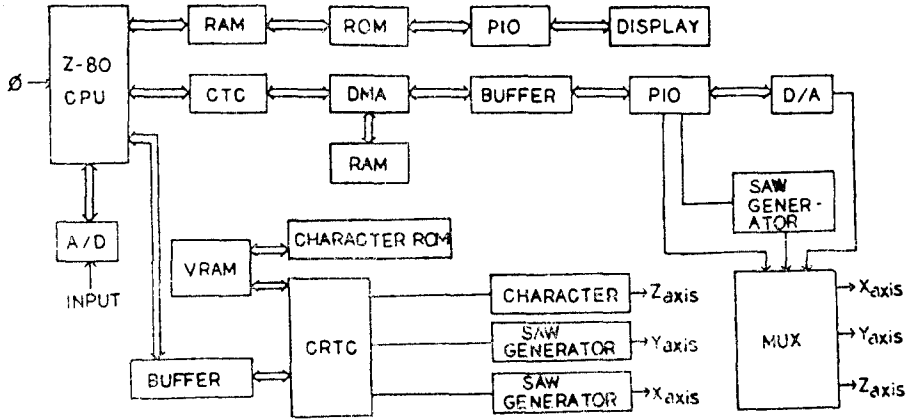 RAM
ROM
PIO
DISPLAY
Z-80
CPU
Ø
CTC
DMA
BUFFER
PIO
D/A
RAM
SAW
GENER-
ATOR
A/D
INPUT
VRAM
CHARACTER ROM
CRTC
CHARACTER
Zaxis
SAW
GENERATOR
Yaxis
SAW
GENERATOR
Xaxis
BUFFER
MUX
Xaxis
Yaxis
Zaxis